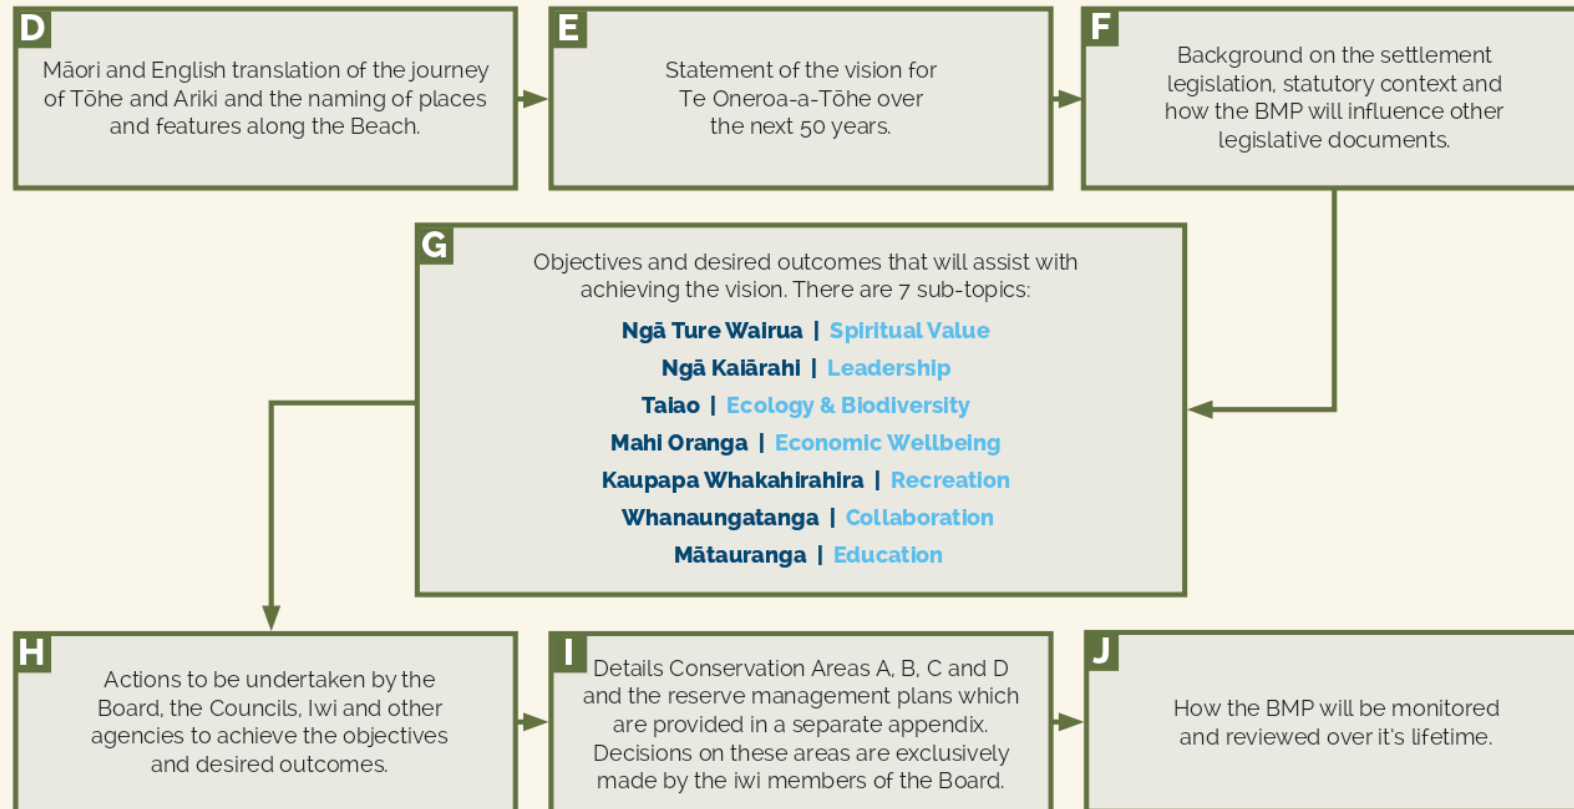 D
Māori and English translation of the journey
of Tōhe and Ariki and the naming of places
and features along the Beach.
E
Statement of the vision for
Te Oneroa-a-Tōhe over
the next 50 years.
F
Background on the settlement
legislation, statutory context and
how the BMP will influence other
legislative documents.
G
Objectives and desired outcomes that will assist with
achieving the vision. There are 7 sub-topics:
Ngā Ture Wairua | Spiritual Value
Ngā Kaiārahi | Leadership
Taiao | Ecology & Biodiversity
Mahi Oranga | Economic Wellbeing
Kaupapa Whakahirahira | Recreation
Whanaungatanga | Collaboration
Mātauranga | Education
H
Actions to be undertaken by the
Board, the Councils, Iwi and other
agencies to achieve the objectives
and desired outcomes.
I
Details Conservation Areas A, B, C and D
and the reserve management plans which
are provided in a separate appendix.
Decisions on these areas are exclusively
made by the iwi members of the Board.
J
How the BMP will be monitored
and reviewed over it's lifetime.